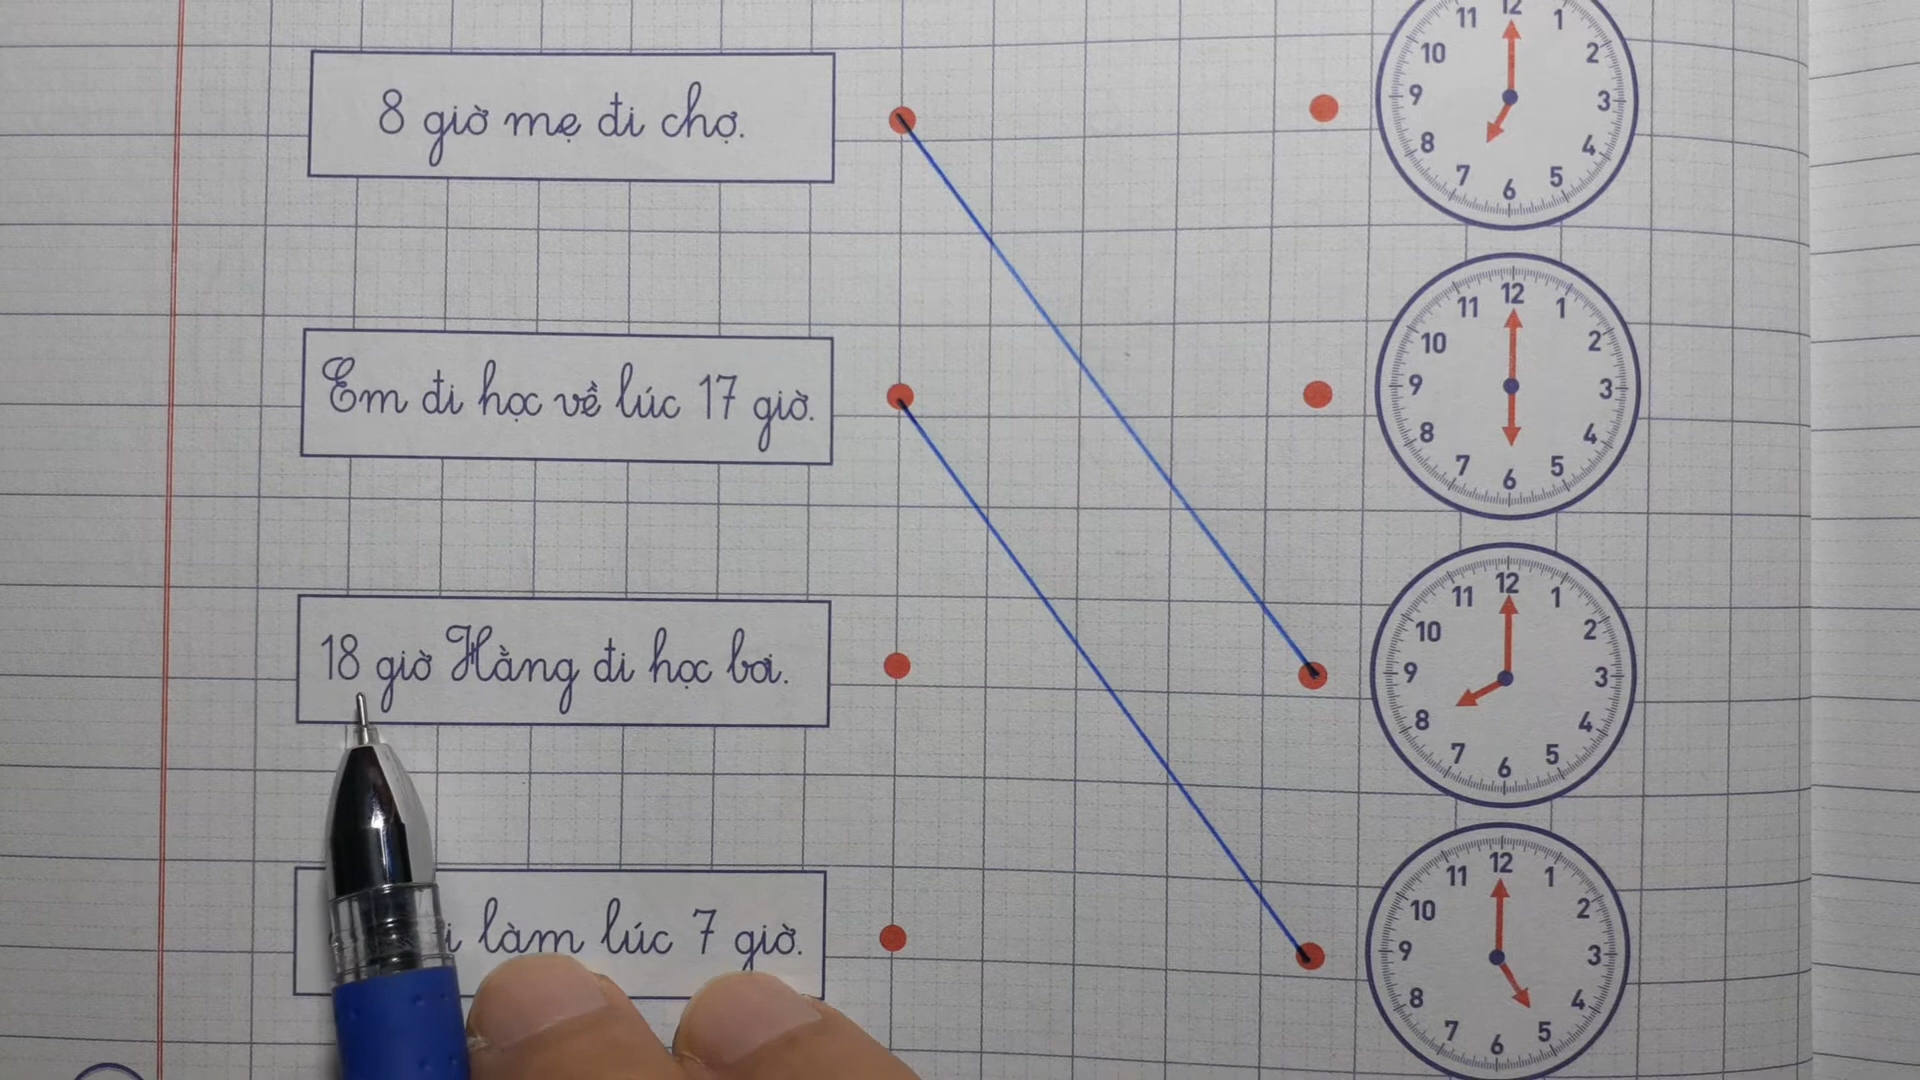 8 giờ mẹ đi chợ.
Em đi học về lúc 17 giờ.
18 giờ Hằng đi học bơi.
làm lúc 7 giờ.
12 1 2 3 4 5 6 7 8 9 10 11
12 1 2 3 4 5 6 7 8 9 10 11
12 1 2 3 4 5 6 7 8 9 10 11
12 1 2 3 4 5 6 7 8 9 10 11